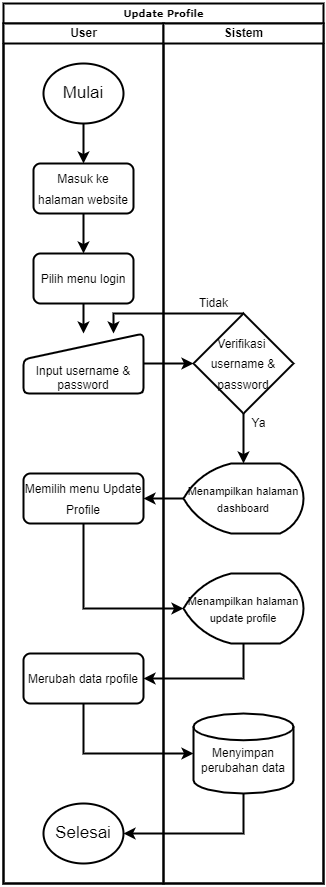 Update Profile
User
Sistem
Mulai
Masuk ke
halaman website
Pilih menu login
Tidak
Input username &
password
Verifikasi
username &
password
Ya
Menampilkan halaman
dashboard
Memilih menu Update
Profile
Menampilkan halaman
update profile
Merubah data rpofile
Menyimpan
perubahan data
Selesai